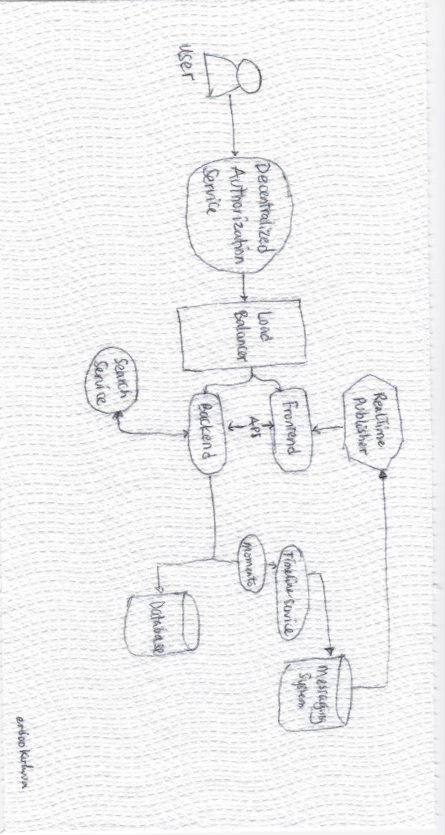 User
Decentralized
Authorization
Service
Load
Balancer
RealTime
Publisher
Frontend
API
Backend
Search
Service
Timeline Service
moments
Messaging
System
Database